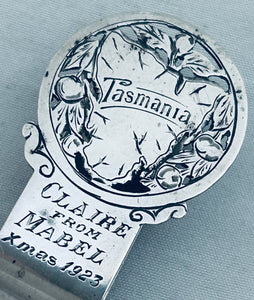 Tasmania
CLAIRE
FROM
MABEL
Xmas 1923